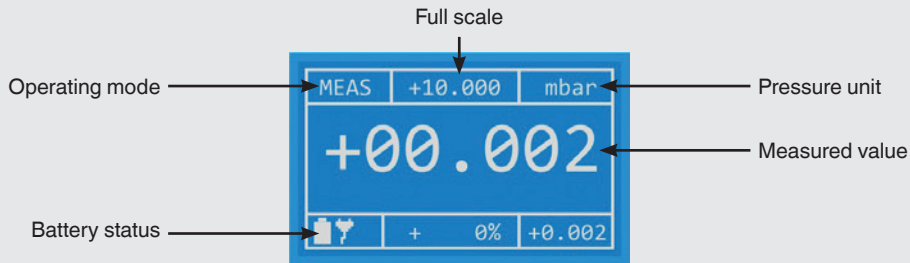 Full scale
Operating mode
MEAS +10.000 mbar
Pressure unit
+00.002
Measured value
Battery status
+ 0% +0.002